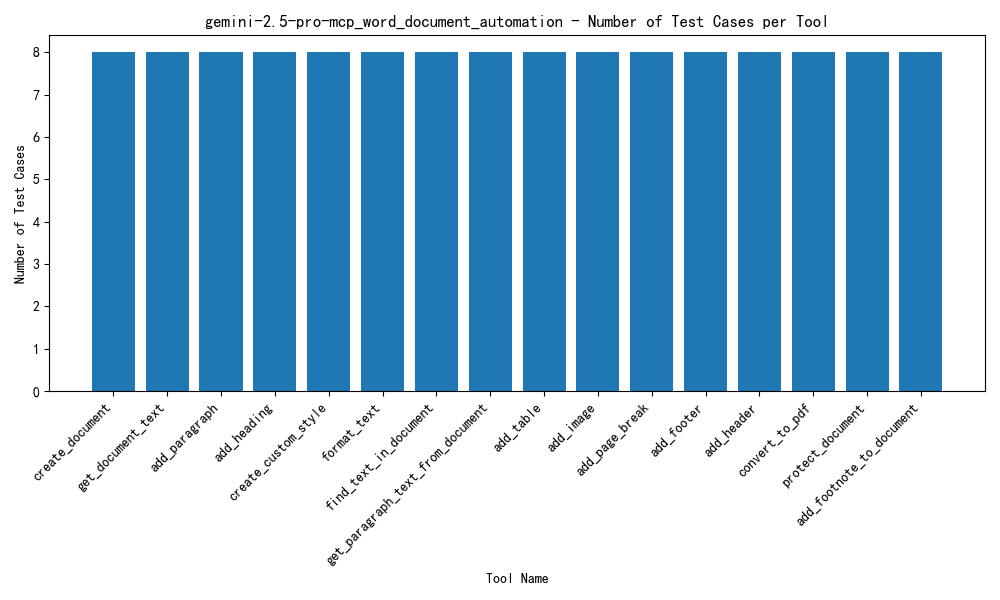 gemini-2.5-pro-mcp_word_document_automation - Number of Test Cases per Tool
Number of Test Cases
8
7
6
5
4
3
2
1
0
create_document
get_document_text
add_paragraph
add_heading
create_custom_style
format_text
find_text_in_document
get_paragraph_text_from_document
add_table
add_image
add_page_break
add_footer
add_header
convert_to_pdf
protect_document
add_footnote_to_document
Tool Name